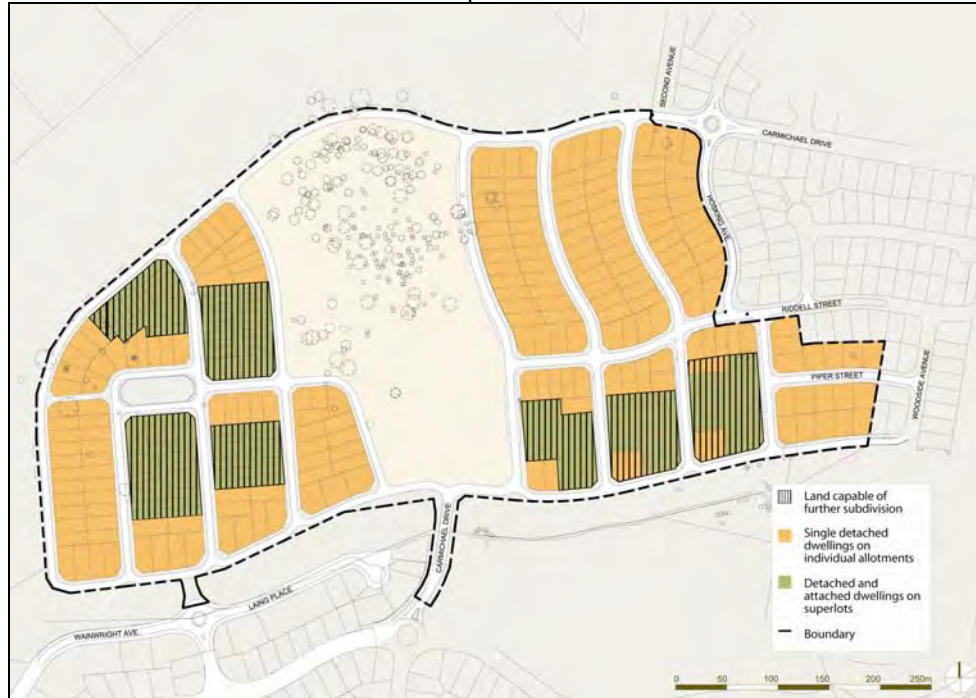 SECOND AVENUE
CARMICHAEL DRIVE
HOSKING AVE
RIDDELL STREET
PIPER STREET
WOODSIDE AVENUE
CARMICHAEL DRIVE
LAING PLACE
WAINWRIGHT AVE
Land capable of
further subdivision
Single detached
dwellings on
individual allotments
Detached and
attached dwellings on
superlots
Boundary
0 50 100 150 200 250m